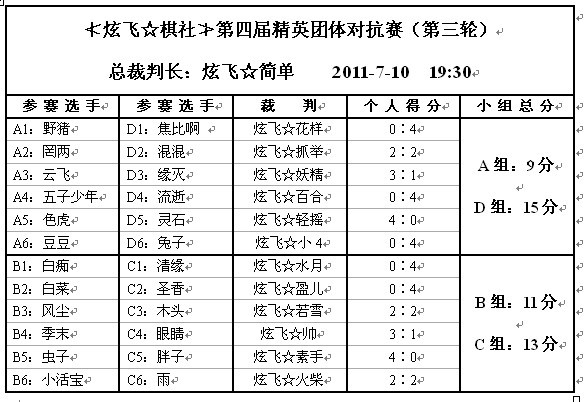 ≮炫飞☆棋社≯第四届精英团体对抗赛（第三轮）
总裁判长：炫飞☆简单 2011-7-10 19:30
参赛选手 参赛选手 裁 判 个人得分 小组总分
A1：野猪 D1：焦比啊 炫飞☆花样 0：4
A2：罔两 D2：混混 炫飞☆抓举 2：2
A3：云飞 D3：缘灭 炫飞☆妖精 3：1
A4：五子少年 D4：流逝 炫飞☆百合 0：4
A5：色虎 D5：灵石 炫飞☆轻摇 4：0
A6：豆豆 D6：兔子 炫飞☆小4 0：4
A 组：9分
D 组：15分
B1：白痴 C1：清缘 炫飞☆水月 0：4
B2：白菜 C2：圣香 炫飞☆盈儿 0：4
B3：风尘 C3：木头 炫飞☆若雪 2：2
B4：季末 C4：眼睛 炫飞☆帅 3：1
B5：虫子 C5：胖子 炫飞☆素手 4：0
B6：小活宝 C6：雨 炫飞☆火柴 2：2
B 组：11分
C 组：13分